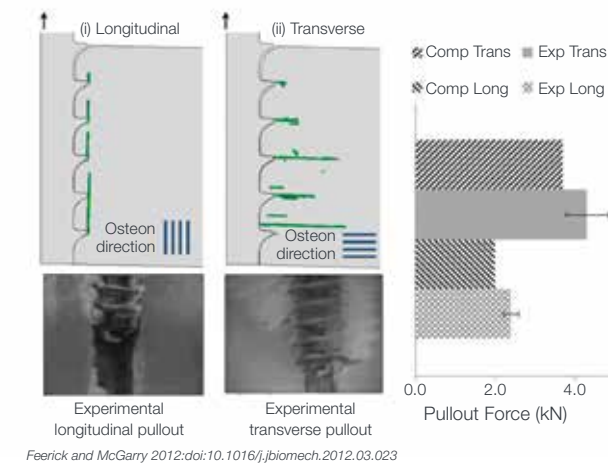 (i) Longitudinal
Osteon
direction
(ii) Transverse
Osteon
direction
Experimental
longitudinal pullout
Experimental
transverse pullout
Comp Trans Exp Trans
Comp Long Exp Long
0.0 2.0 4.0
Pullout Force (kN)
Feerick and McGarry 2012:doi:10.1016/j.jbiomech.2012.03.023